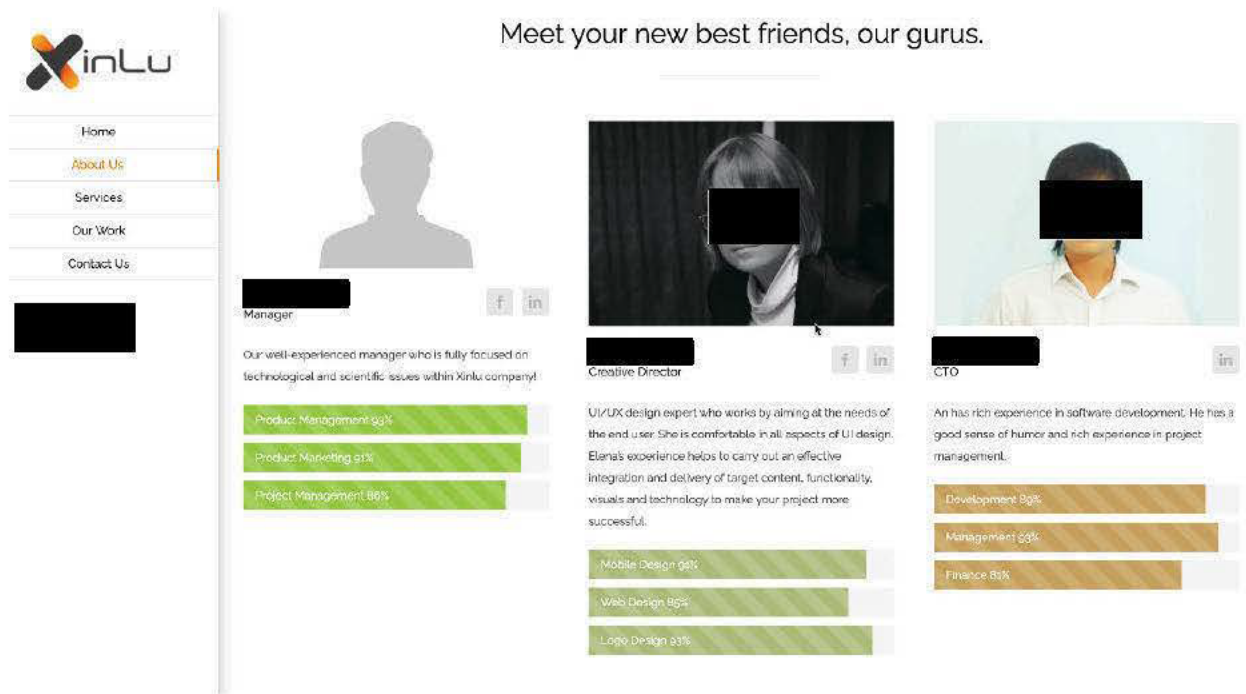 XinLu
Home
About Us
Services
Our Work
Contact Us
Meet your new best friends, our gurus.
f in
Manager
Our well-experienced manager who is fully focused on
technological and scientific issues within Xinlu company!
Product Management 93%
Product Marketing 91%
Project Management 86%
f in
Creative Director
UI/UX design expert who works by aiming at the needs of
the end user. She is comfortable in all aspects of UI design.
Elena's experience helps to carry out an effective
integration and delivery of target content, functionality,
visuals and technology to make your project more
successful.
Mobile Design 91%
Web Design 85%
Logo Design 93%
in
CTO
An has rich experience in software development. He has a
good sense of humor and rich experience in project
management.
Development 89%
Management 93%
Finance 81%